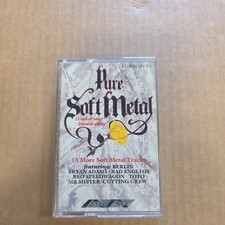 Pure
Soft Metal
18 More Soft Metal Tracks
featuring: BERLIN
BRYAN ADAMS · BAD ENGLISH
REO SPEEDWAGON · TOTO
MR MISTER · CUTTING CREW